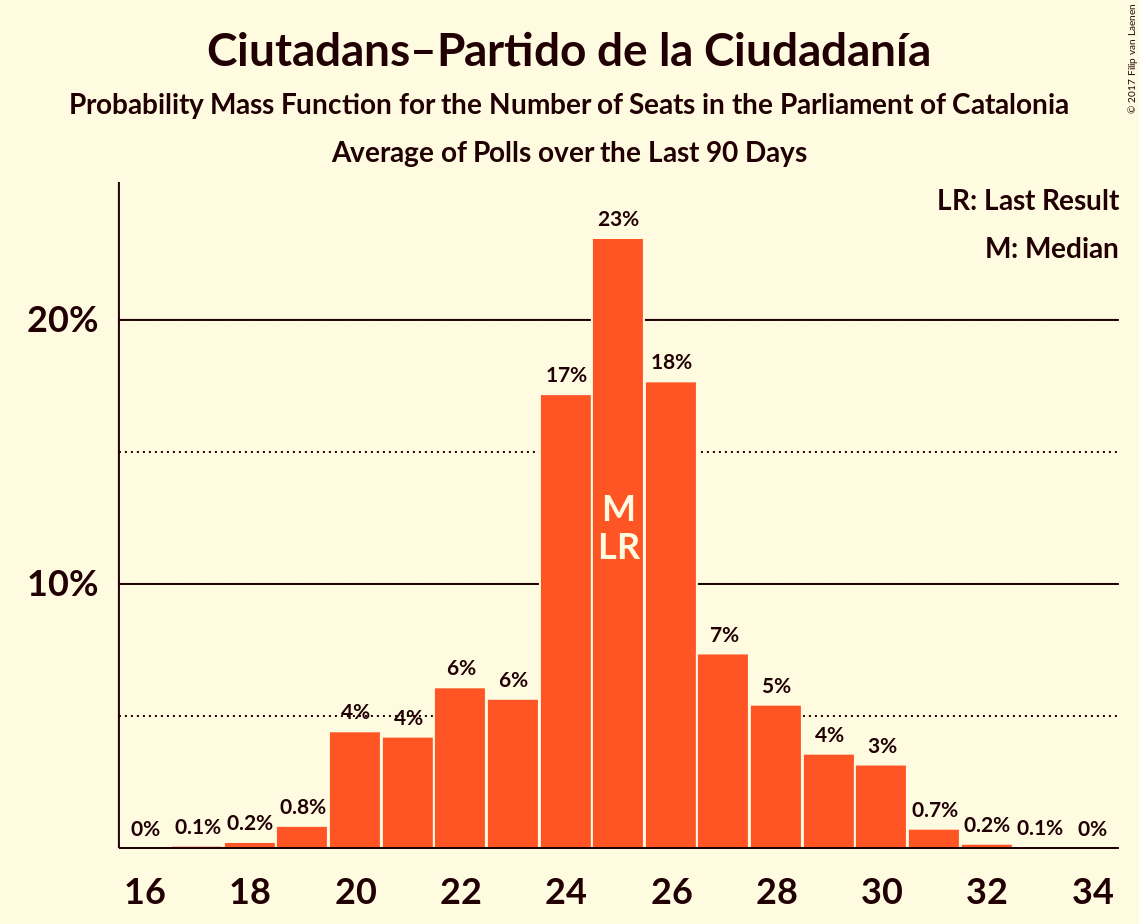 Ciutadans–Partido de la Ciudadanía
Probability Mass Function for the Number of Seats in the Parliament of Catalonia
Average of Polls over the Last 90 Days
© 2017 Filip van Laenen
LR: Last Result
M: Median
20%
10%
0%
0.1%
0.2%
0.8%
4%
4%
6%
6%
17%
23%
18%
7%
5%
4%
3%
0.7%
0.2%
0.1%
0%
M
LR
16 18 20 22 24 26 28 30 32 34